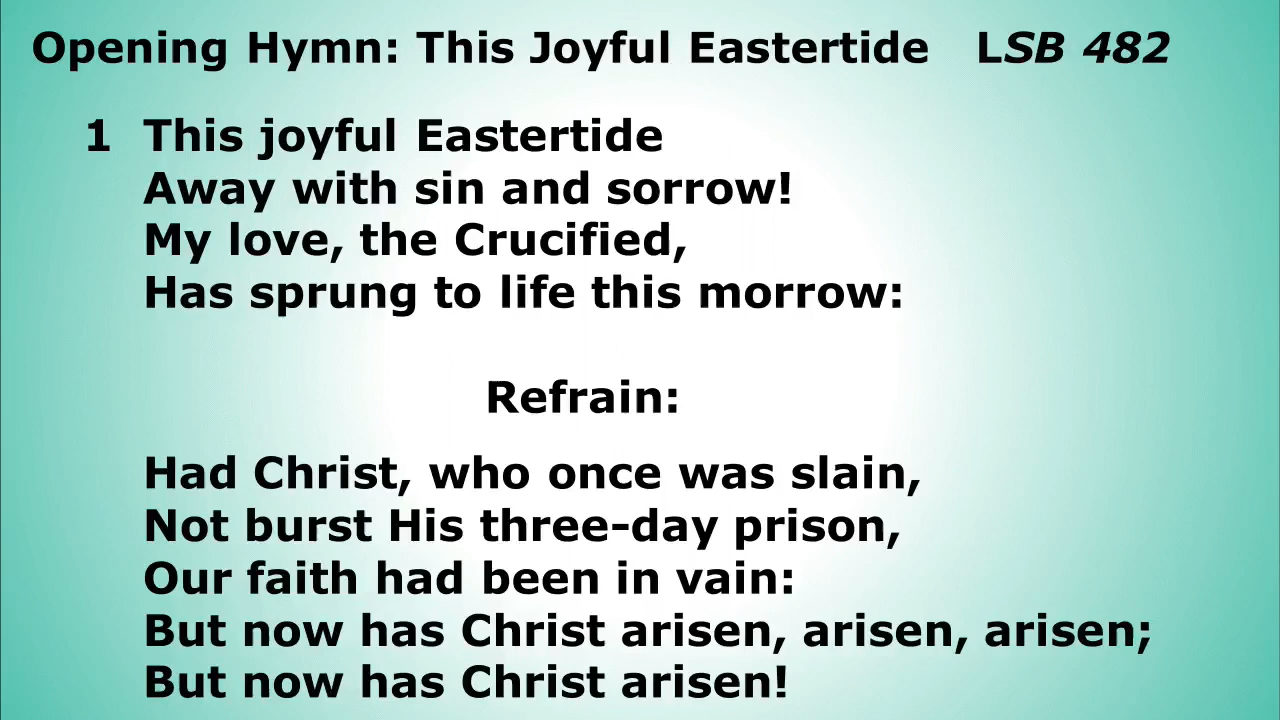 Opening Hymn: This Joyful Eastertide LSB 482
1 This joyful Eastertide
Away with sin and sorrow!
My love, the Crucified,
Has sprung to life this morrow:
Refrain:
Had Christ, who once was slain,
Not burst His three-day prison,
Our faith had been in vain:
But now has Christ arisen, arisen, arisen;
But now has Christ arisen!